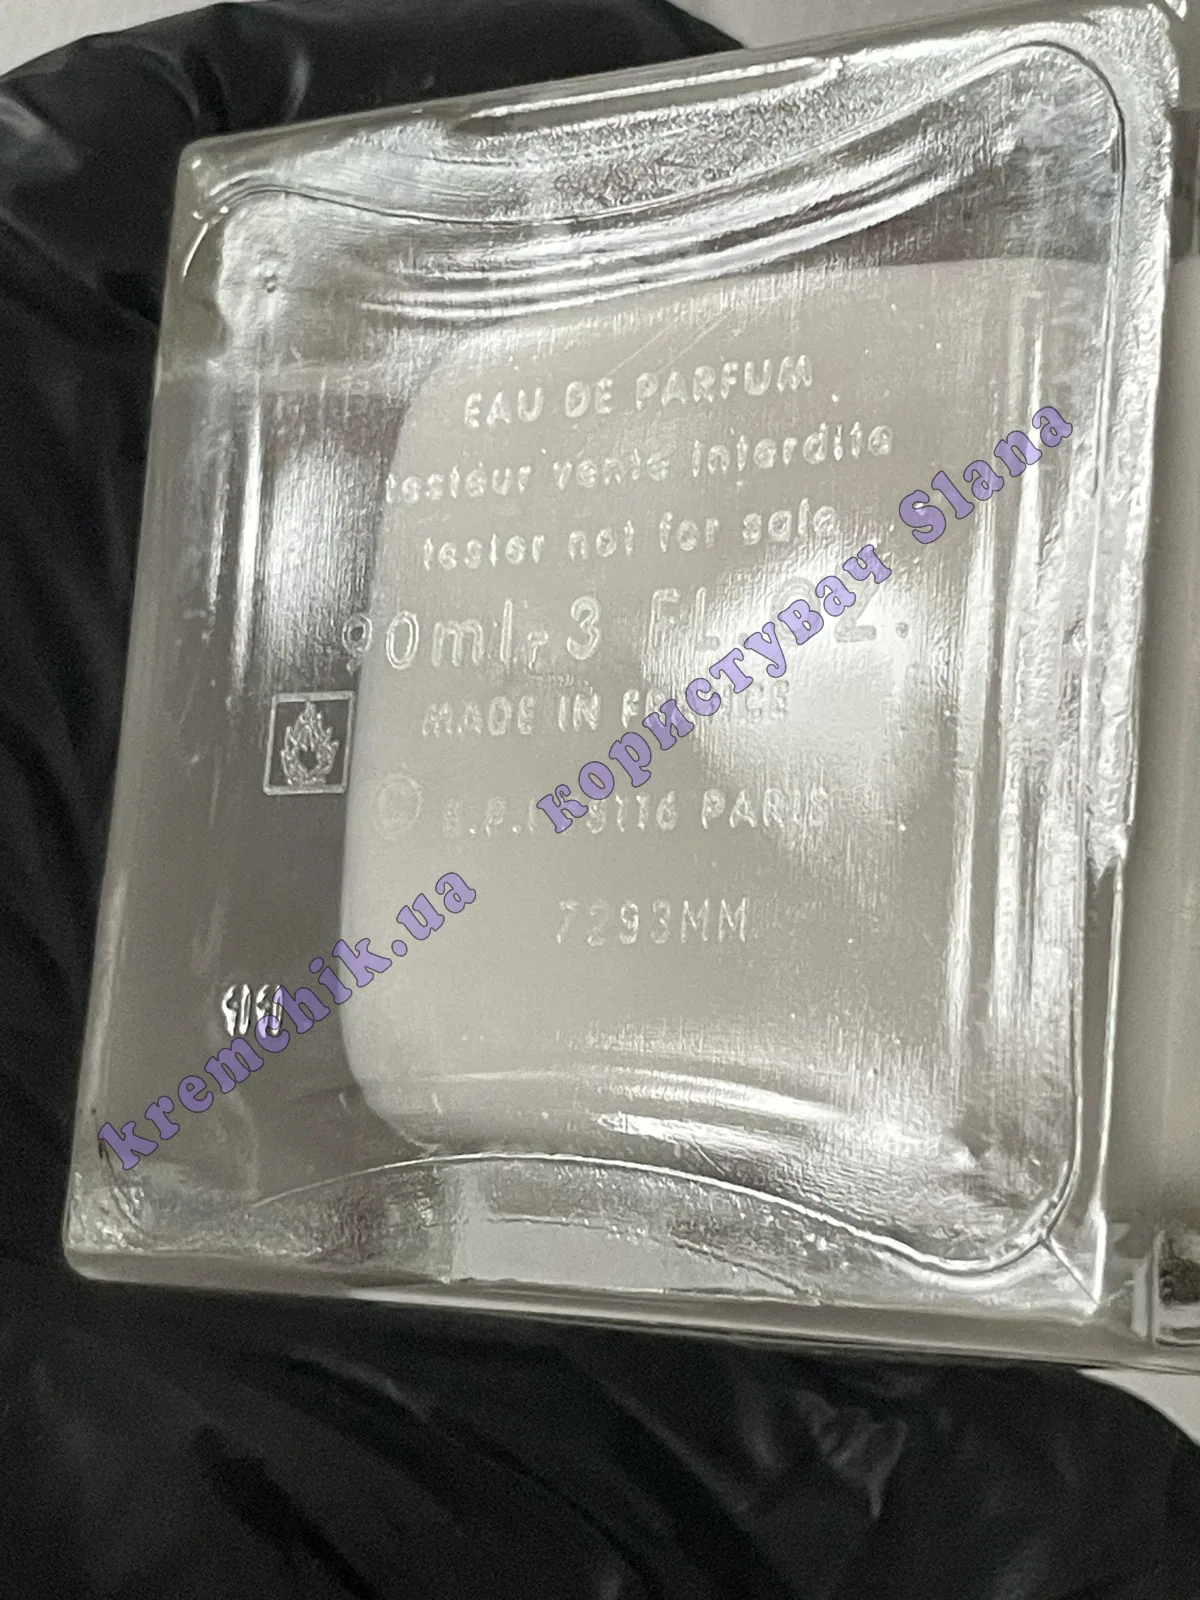 EAU DE PARFUM
testeur vente interdite
tester not for sale
90ml-3 FL. OZ.
MADE IN FRANCE
© PARIS
7293MM
kremchik.ua користувач Slana